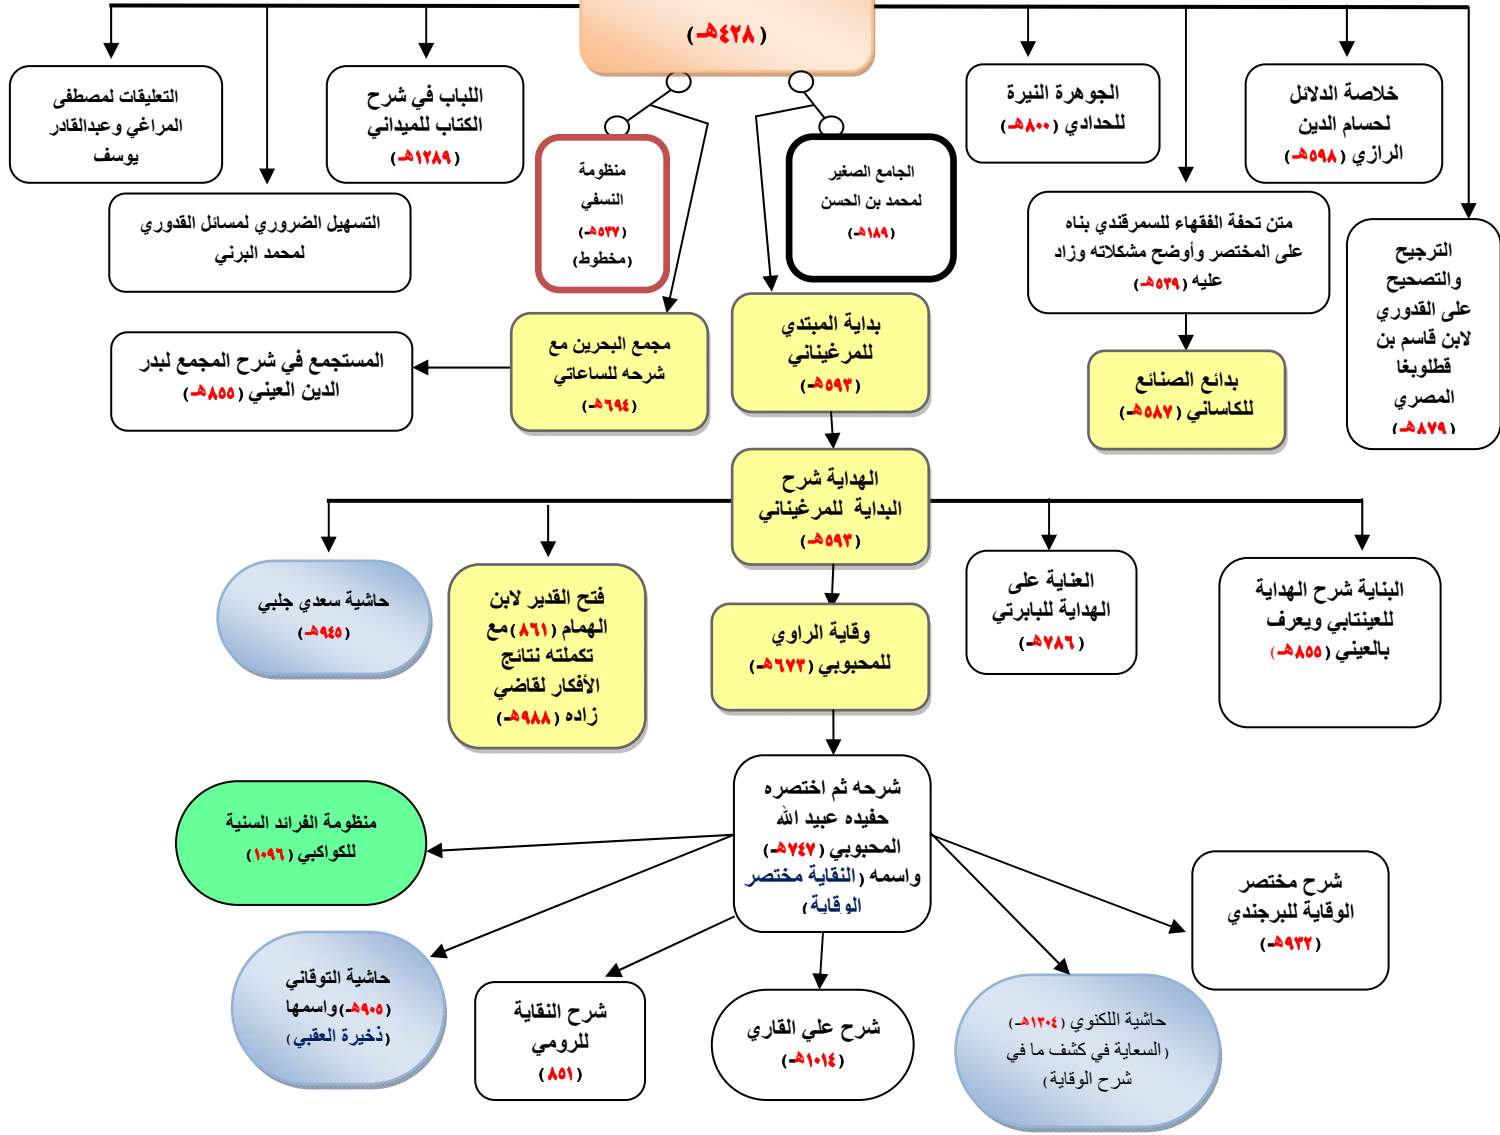 (٤٢٨هـ)
خلاصة الدلائل
لحسام الدين
الرازي (٥٩٨هـ)
الجوهرة النيرة
للحدادي (٨٠٠هـ)
اللباب في شرح
الكتاب للميداني
(١٢٨٩هـ)
التعليقات لمصطفى
المراغي وعبدالقادر
يوسف
منظومة
النسفي
(٥٣٧هـ)
(مخطوط)
الجامع الصغير
لمحمد بن الحسن
(١٨٩هـ)
متن تحفة الفقهاء للسمرقندي بناه
على المختصر وأوضح مشكلاته وزاد
عليه (٥٣٩هـ)
التسهيل الضروري لمسائل القدوري
لمحمد البرني
الترجيح
والتصحيح
على القدوري
لابن قاسم بن
قطلوبغا
المصري
(٨٧٩هـ)
بداية المبتدي
للمرغيناني
(٥٩٣هـ)
مجمع البحرين مع
شرحه للساعاتي
(٦٩٤هـ)
المستجمع في شرح المجمع لبدر
الدين العيني (٨٥٥هـ)
بدائع الصنائع
للكاساني (٥٨٧هـ)
الهداية شرح
البداية للمرغيناني
(٥٩٣هـ)
البناية شرح الهداية
للعينتابي ويعرف
بالعيني (٨٥٥هـ)
العناية على
الهداية للبابرتي
(٧٨٦هـ)
فتح القدير لابن
الهمام (٨٦١)مع
تكملته نتائج
الأفكار لقاضي
زاده (٩٨٨هـ)
حاشية سعدي جلبي
(٩٤٥هـ)
وقاية الراوي
للمحبوبي (٦٧٣هـ)
شرحه ثم اختصره
حفيده عبيد الله
المحبوبي (٧٤٧هـ)
واسمه (النقاية مختصر
الوقاية)
منظومة الفرائد السنية
للكواكبي (١٠٩٦)
شرح مختصر
الوقاية للبرجندي
(٩٣٢هـ)
حاشية التوقاني
(٩٠٥هـ)واسمها
(ذخيرة العقبي)
شرح النقاية
للرومي
(٨٥١)
شرح علي القاري
(١٠١٤هـ)
حاشية اللكنوي (١٣٠٤هـ)
(السعاية في كشف ما في
شرح الوقاية)